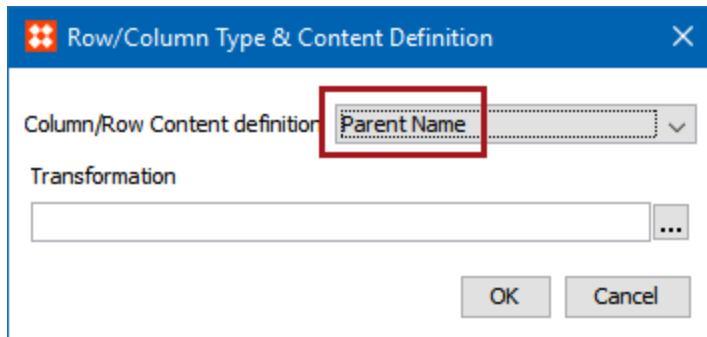 Row/Column Type & Content Definition
Column/Row Content definition Parent Name
Transformation
...
OK Cancel